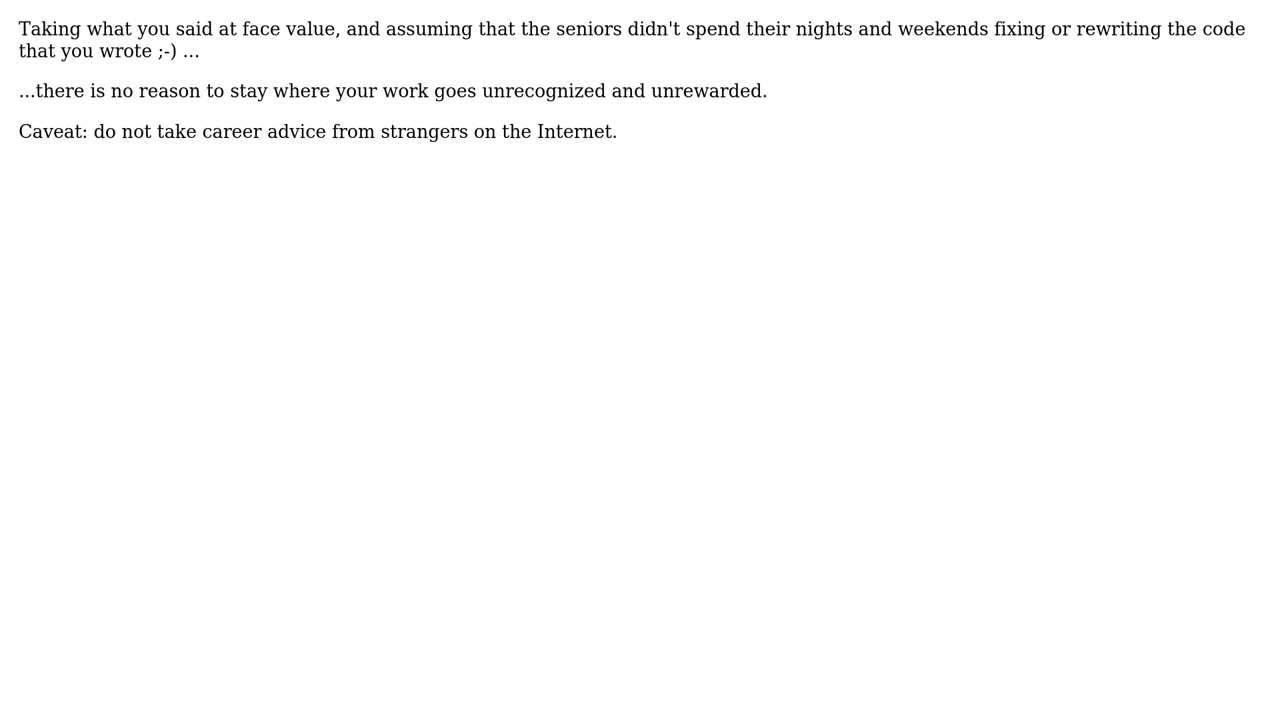 Taking what you said at face value, and assuming that the seniors didn't spend their nights and weekends fixing or rewriting the code
that you wrote ;-) ...
...there is no reason to stay where your work goes unrecognized and unrewarded.
Caveat: do not take career advice from strangers on the Internet.